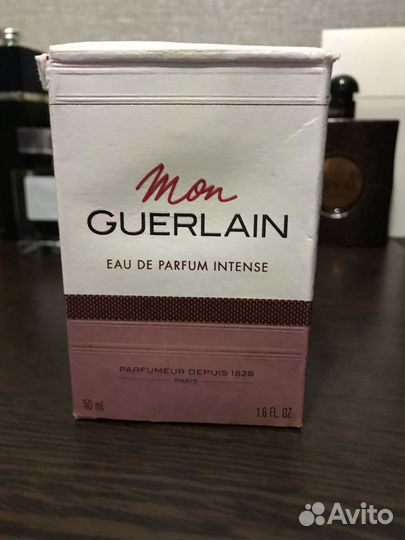 Mon
GUERLAIN
EAU DE PARFUM INTENSE
PARFUMEUR DEPUIS 1828
PARIS
50 mL 1.6 FL. OZ.
Avito